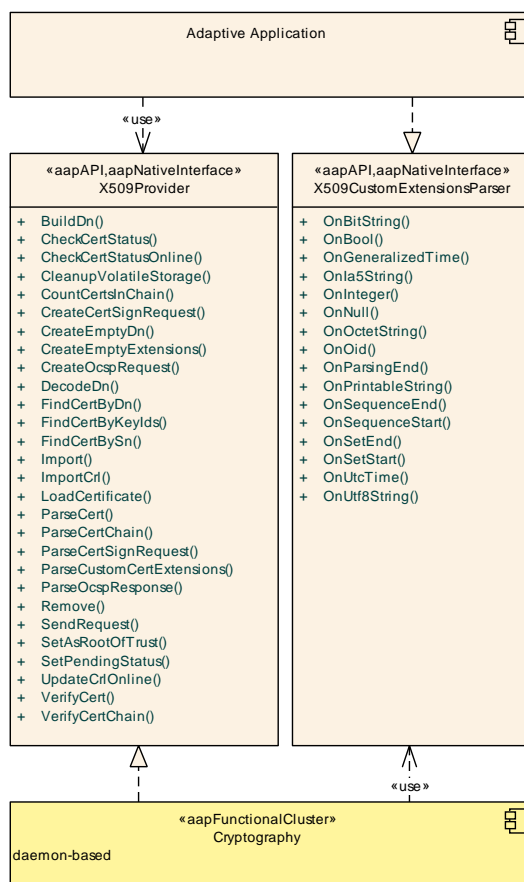 Adaptive Application
«use»
«aapAPI,aapNativeInterface»
X509Provider
+ BuildDn()
+ CheckCertStatus()
+ CheckCertStatusOnline()
+ CleanupVolatileStorage()
+ CountCertsInChain()
+ CreateCertSignRequest()
+ CreateEmptyDn()
+ CreateEmptyExtensions()
+ CreateOcspRequest()
+ DecodeDn()
+ FindCertByDn()
+ FindCertByKeyIds()
+ FindCertBySn()
+ Import()
+ ImportCrl()
+ LoadCertificate()
+ ParseCert()
+ ParseCertChain()
+ ParseCertSignRequest()
+ ParseCustomCertExtensions()
+ ParseOcspResponse()
+ Remove()
+ SendRequest()
+ SetAsRootOfTrust()
+ SetPendingStatus()
+ UpdateCrlOnline()
+ VerifyCert()
+ VerifyCertChain()
«aapAPI,aapNativeInterface»
X509CustomExtensionsParser
+ OnBitString()
+ OnBool()
+ OnGeneralizedTime()
+ OnIa5String()
+ OnInteger()
+ OnNull()
+ OnOctetString()
+ OnOid()
+ OnParsingEnd()
+ OnPrintableString()
+ OnSequenceEnd()
+ OnSequenceStart()
+ OnSetEnd()
+ OnSetStart()
+ OnUtcTime()
+ OnUtf8String()
«use»
«aapFunctionalCluster»
Cryptography
daemon-based